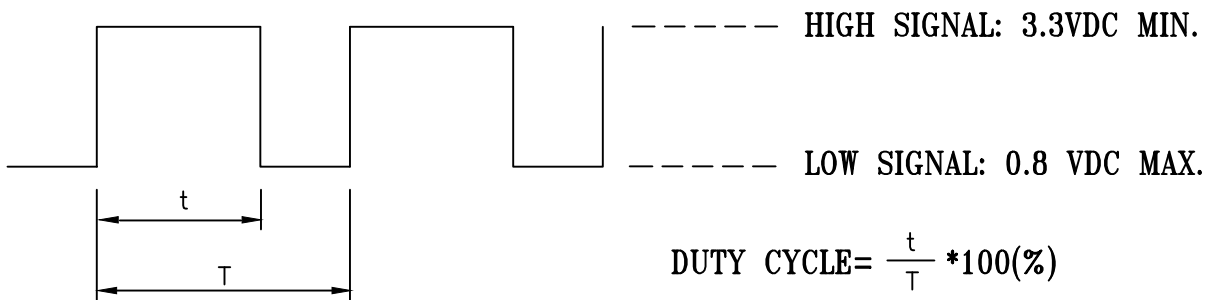 HIGH SIGNAL: 3.3VDC MIN.
LOW SIGNAL: 0.8 VDC MAX.
t
T
DUTY CYCLE= t/T *100(%)